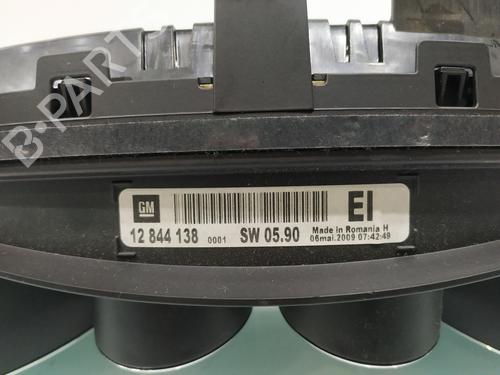 B-PARTS
GM
EI
12 844 138 0001 SW 05.90
Made in Romania H
06mai.2009 07:42:49